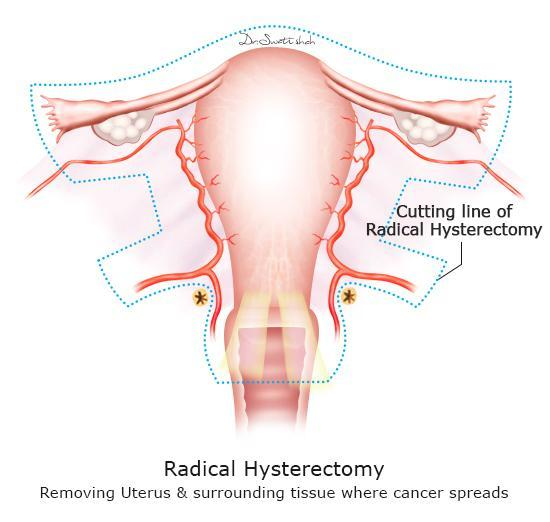 Dr. Swati shah
Cutting line of
Radical Hysterectomy
Radical Hysterectomy
Removing Uterus & surrounding tissue where cancer spreads